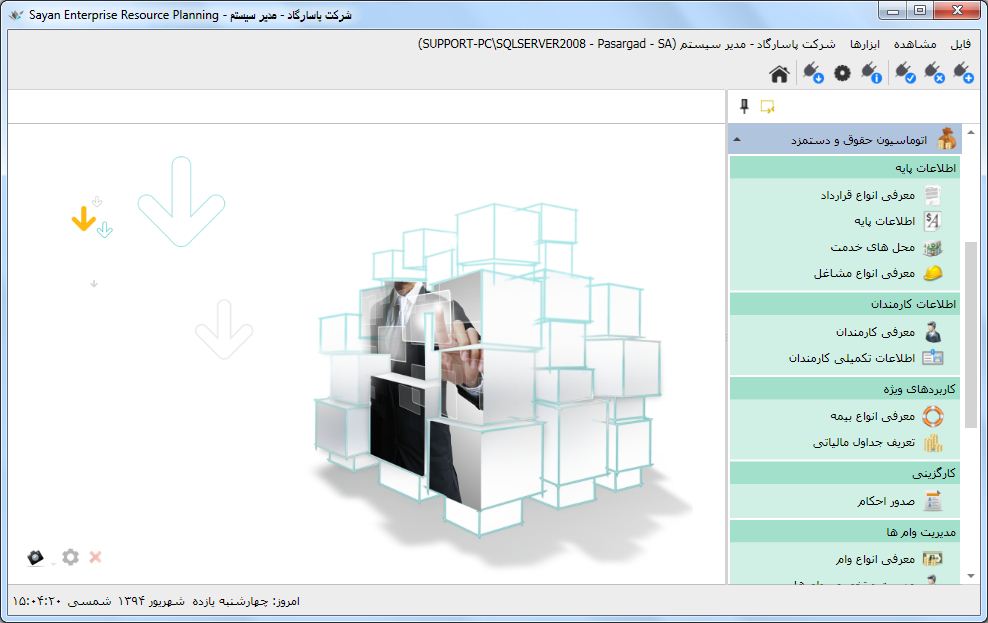 Sayan Enterprise Resource Planning - شرکت پاسارگاد - مدیر سیستم
فایل مشاهده ابزارها شرکت پاسارگاد - مدیر سیستم (SUPPORT-PC\SQLSERVER2008 - Pasargad - SA)
اتوماسیون حقوق و دستمزد
اطلاعات پایه
معرفی انواع قرارداد
اطلاعات پایه
محل های خدمت
معرفی انواع مشاغل
اطلاعات کارمندان
معرفی کارمندان
اطلاعات تکمیلی کارمندان
کاربردهای ویژه
معرفی انواع بیمه
تعریف جداول مالیاتی
کارگزینی
صدور احکام
مدیریت وام ها
معرفی انواع وام
امروز: چهارشنبه یازده شهریور ۱۳۹۴ شمسی ۱۵:۰۴:۲۰